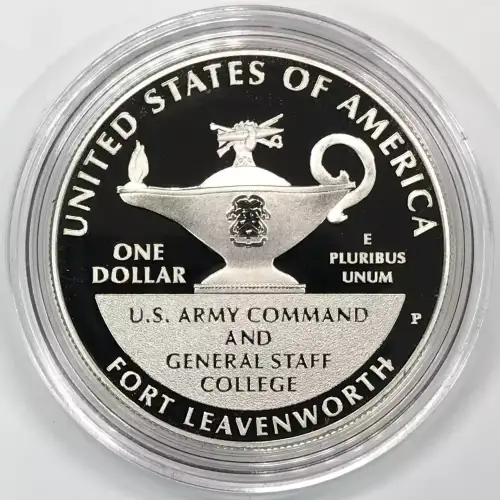 UNITED STATES OF AMERICA
ONE
DOLLAR
E
PLURIBUS
UNUM
U.S. ARMY COMMAND
AND
GENERAL STAFF
COLLEGE
P
FORT LEAVENWORTH